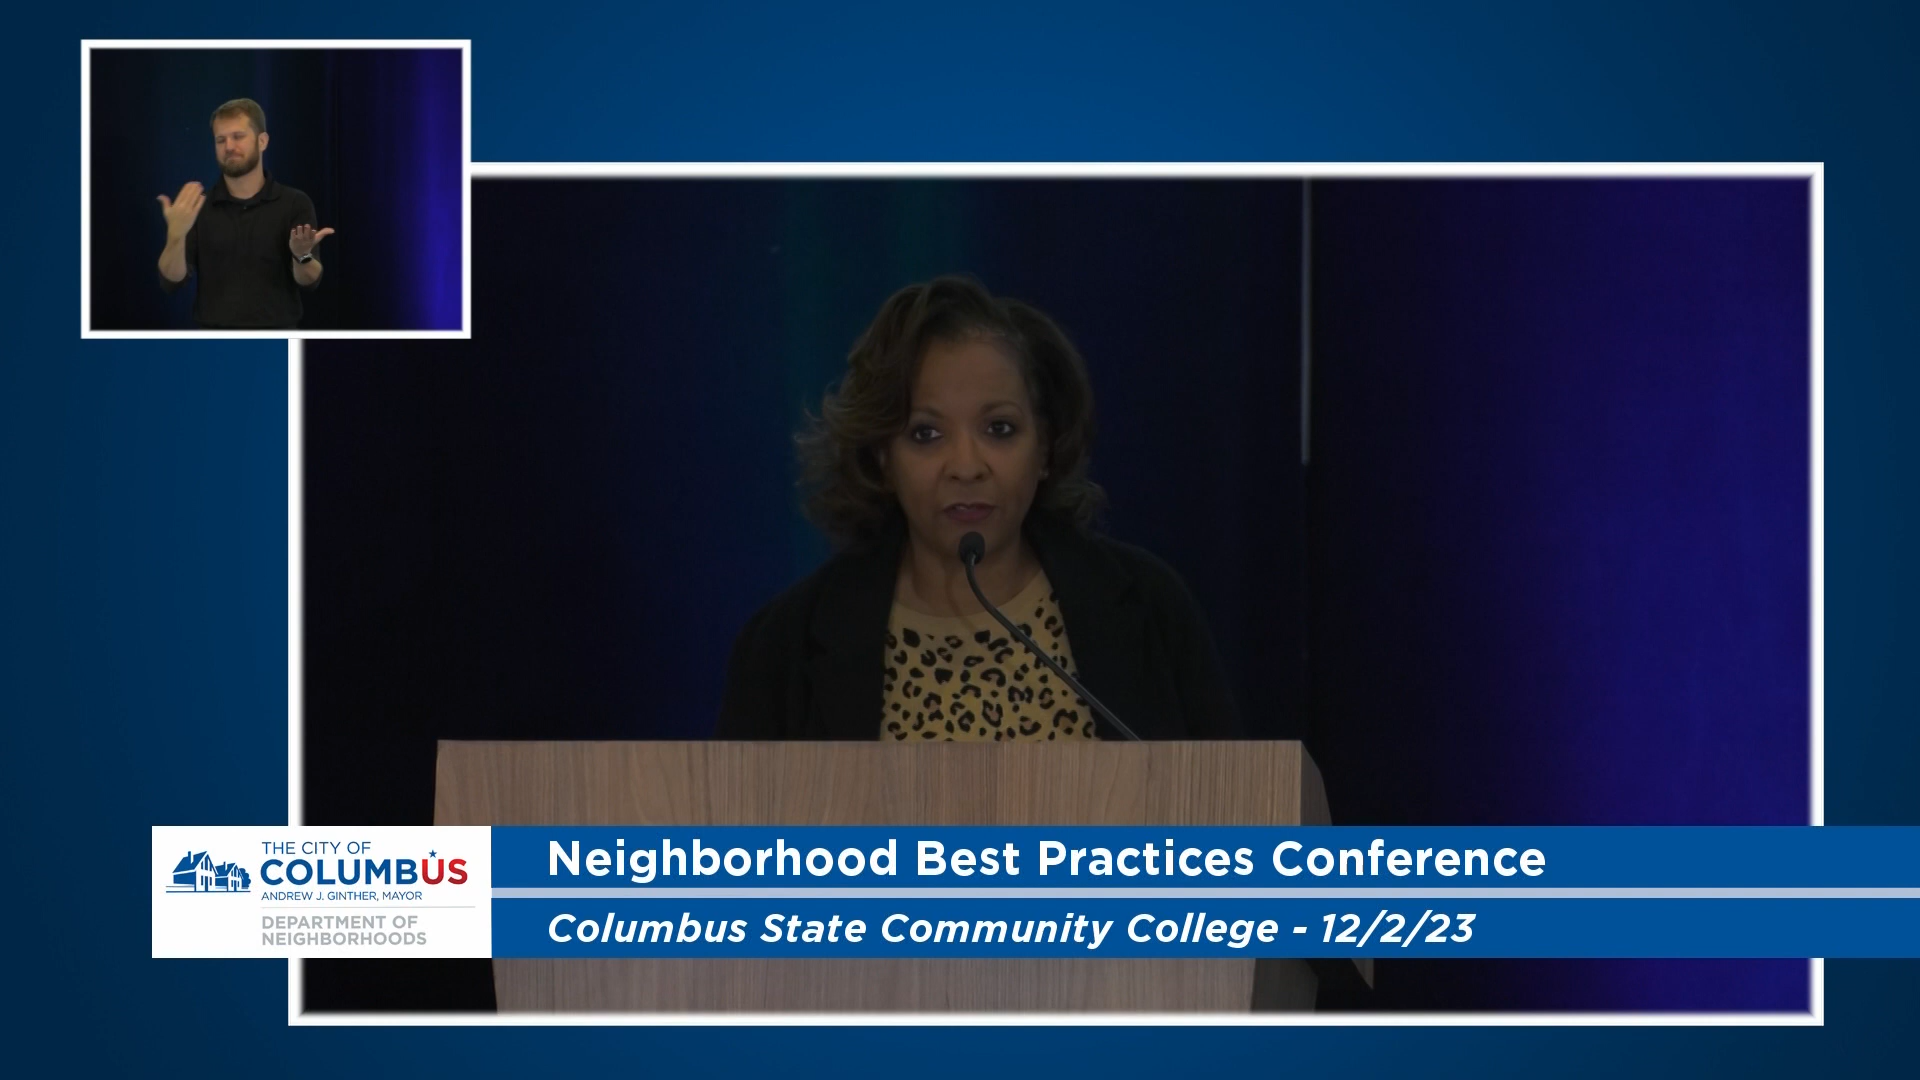 THE CITY OF
COLUMBUS
ANDREW J. GINTHER, MAYOR
DEPARTMENT OF
NEIGHBORHOODS
Neighborhood Best Practices Conference
Columbus State Community College - 12/2/23